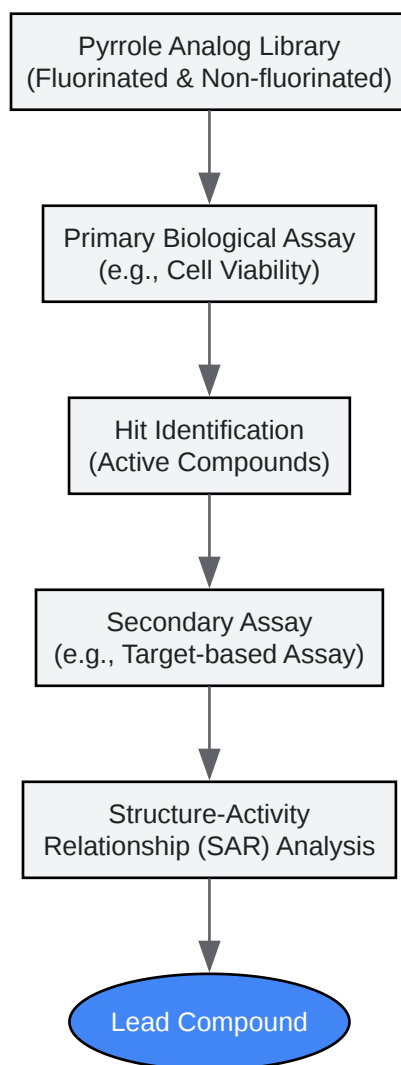 Pyrrole Analog Library
(Fluorinated & Non-fluorinated)
Primary Biological Assay
(e.g., Cell Viability)
Hit Identification
(Active Compounds)
Secondary Assay
(e.g., Target-based Assay)
Structure-Activity
Relationship (SAR) Analysis
Lead Compound